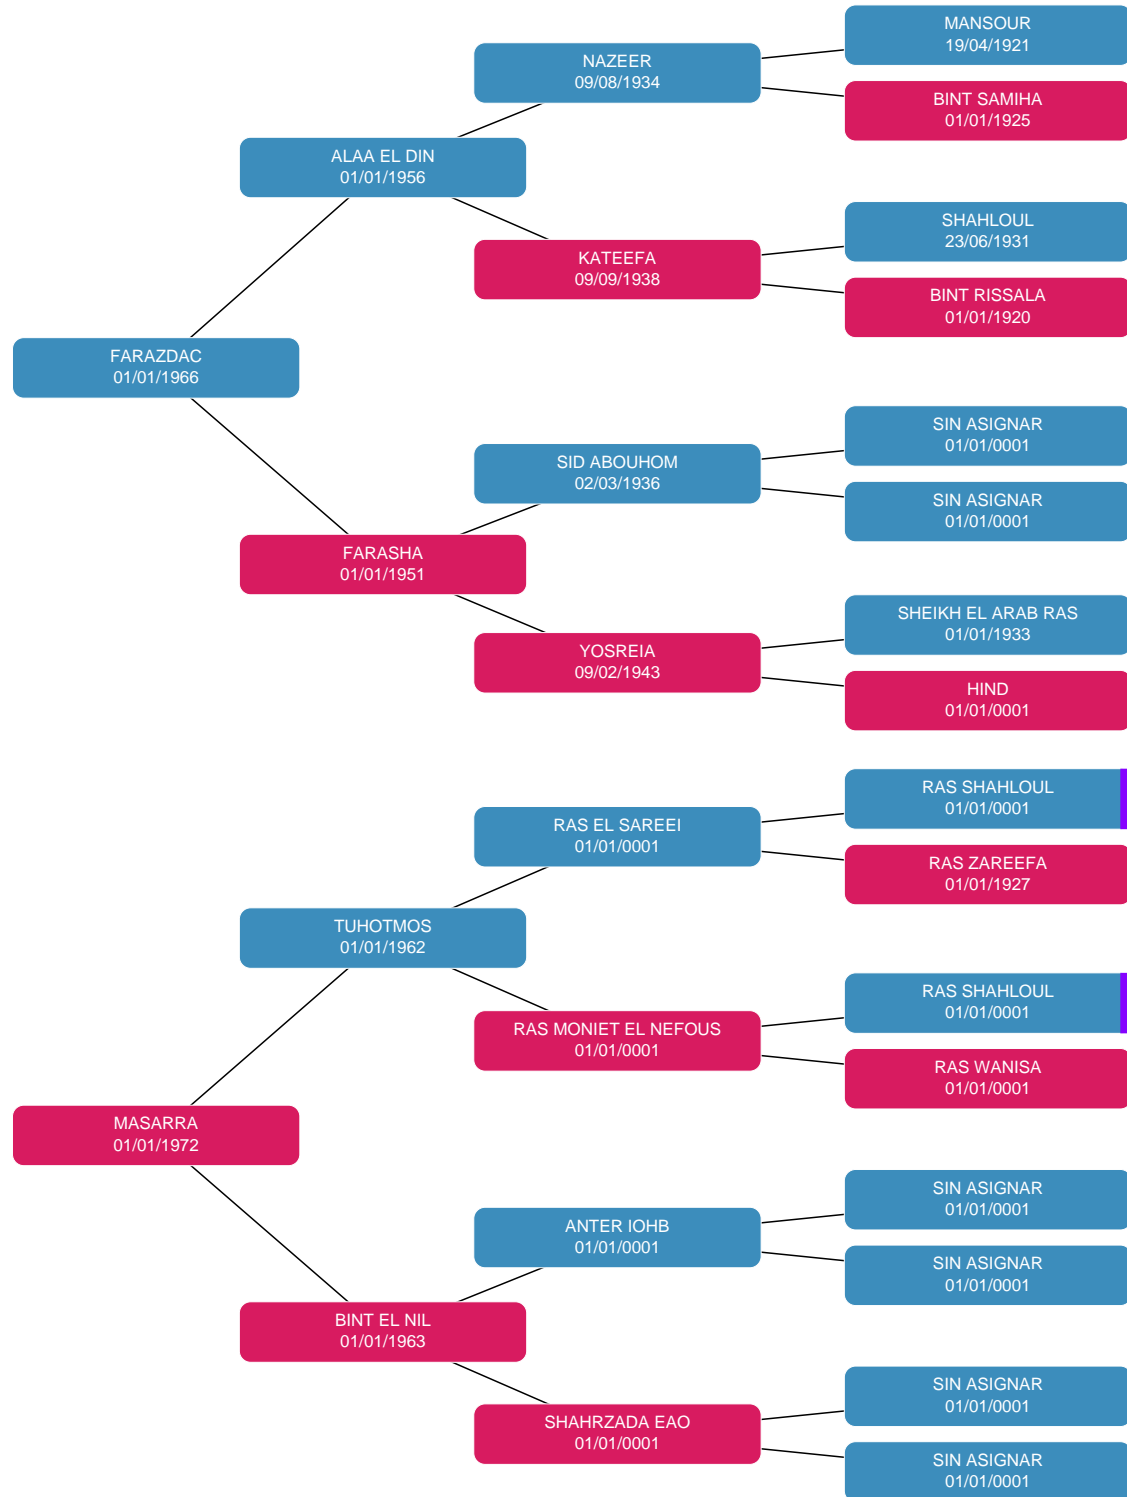 MANSOUR
19/04/1921
NAZEER
09/08/1934
BINT SAMIHA
01/01/1925
ALAA EL DIN
01/01/1956
SHAHLOUL
23/06/1931
KATEEFA
09/09/1938
BINT RISSALA
01/01/1920
FARAZDAC
01/01/1966
SIN ASIGNAR
01/01/0001
SID ABOUHOM
02/03/1936
SIN ASIGNAR
01/01/0001
FARASHA
01/01/1951
SHEIKH EL ARAB RAS
01/01/1933
YOSREIA
09/02/1943
HIND
01/01/0001
RAS SHAHLOUL
01/01/0001
RAS EL SAREEI
01/01/0001
RAS ZAREEFA
01/01/1927
TUHOTMOS
01/01/1962
RAS SHAHLOUL
01/01/0001
RAS MONIET EL NEFOUS
01/01/0001
RAS WANISA
01/01/0001
MASARRA
01/01/1972
SIN ASIGNAR
01/01/0001
ANTER IOHB
01/01/0001
SIN ASIGNAR
01/01/0001
BINT EL NIL
01/01/1963
SIN ASIGNAR
01/01/0001
SHAHRZADA EAO
01/01/0001
SIN ASIGNAR
01/01/0001